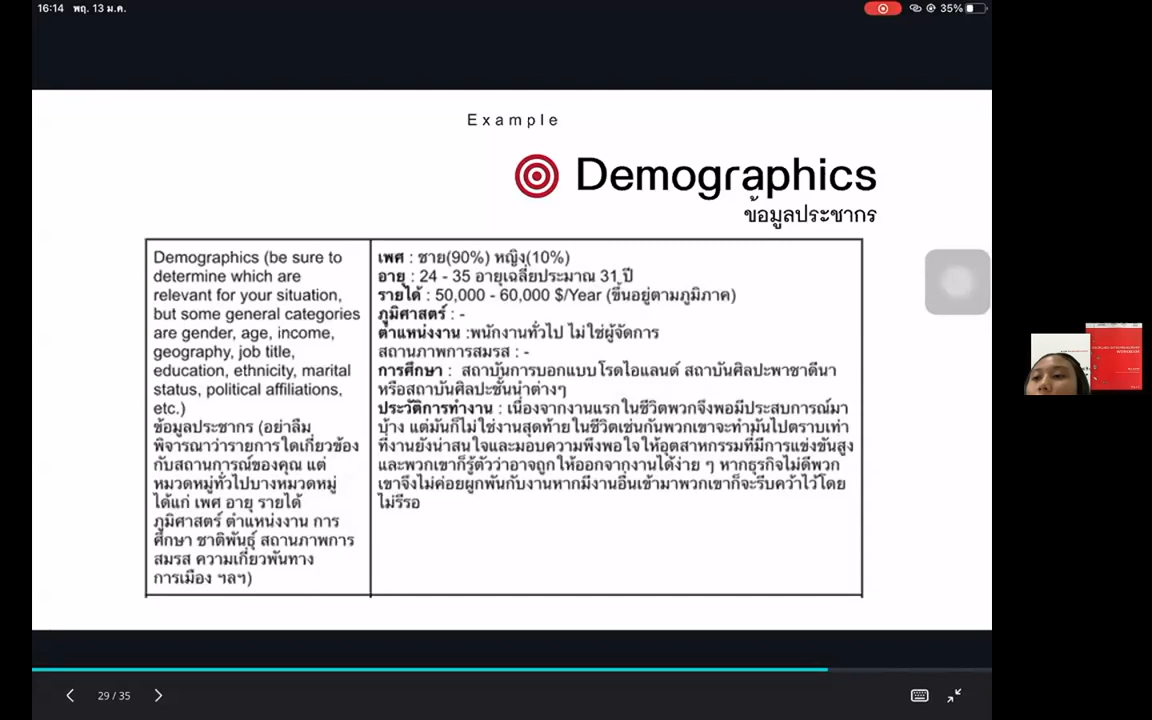 16:14 พฤ. 13 ม.ค.
35%
Example
Demographics
ข้อมูลประชากร
Demographics (be sure to
determine which are
relevant for your situation,
but some general categories
are gender, age, income,
geography, job title,
education, ethnicity, marital
status, political affiliations,
etc.)
ข้อมูลประชากร (อย่าลืม
พิจารณาว่ารายการใดเกี่ยวข้อง
กับสถานการณ์ของคุณ แต่
หมวดหมู่ทั่วไปบางหมวดหมู่
ได้แก่ เพศ อายุ รายได้
ภูมิศาสตร์ ตำแหน่งงาน การ
ศึกษา ชาติพันธุ์ สถานภาพการ
สมรส ความเกี่ยวพันทาง
การเมือง ฯลฯ)
เพศ : ชาย(90%) หญิง(10%)
อายุ : 24 - 35 อายุเฉลี่ยประมาณ 31 ปี
รายได้ : 50,000 - 60,000 $/Year (ขึ้นอยู่ตามภูมิภาค)
ภูมิศาสตร์ : -
ตำแหน่งงาน :พนักงานทั่วไป ไม่ใช่ผู้จัดการ
สถานภาพการสมรส : -
การศึกษา : สถาบันการบอกแบบโรดไอแลนด์ สถาบันศิลปะพาซาดีนา
หรือสถาบันศิลปะชั้นนำต่างๆ
ประวัติการทำงาน : เนื่องจากงานแรกในชีวิตพวกจึงพอมีประสบการณ์มา
บ้าง แต่มันก็ไม่ใช่งานสุดท้ายในชีวิตเช่นกันพวกเขาจะทำมันไปตราบเท่า
ที่งานยังน่าสนใจและมอบความพึงพอใจให้อุตสาหกรรมที่มีการแข่งขันสูง
และพวกเขาก็รู้ตัวว่าอาจถูกให้ออกจากงานได้ง่าย ๆ หากธุรกิจไม่ดีพวก
เขาจึงไม่ค่อยผูกพันกับงานหากมีงานอื่นเข้ามาพวกเขาก็จะรีบคว้าไว้โดย
ไม่รีรอ
29 / 35